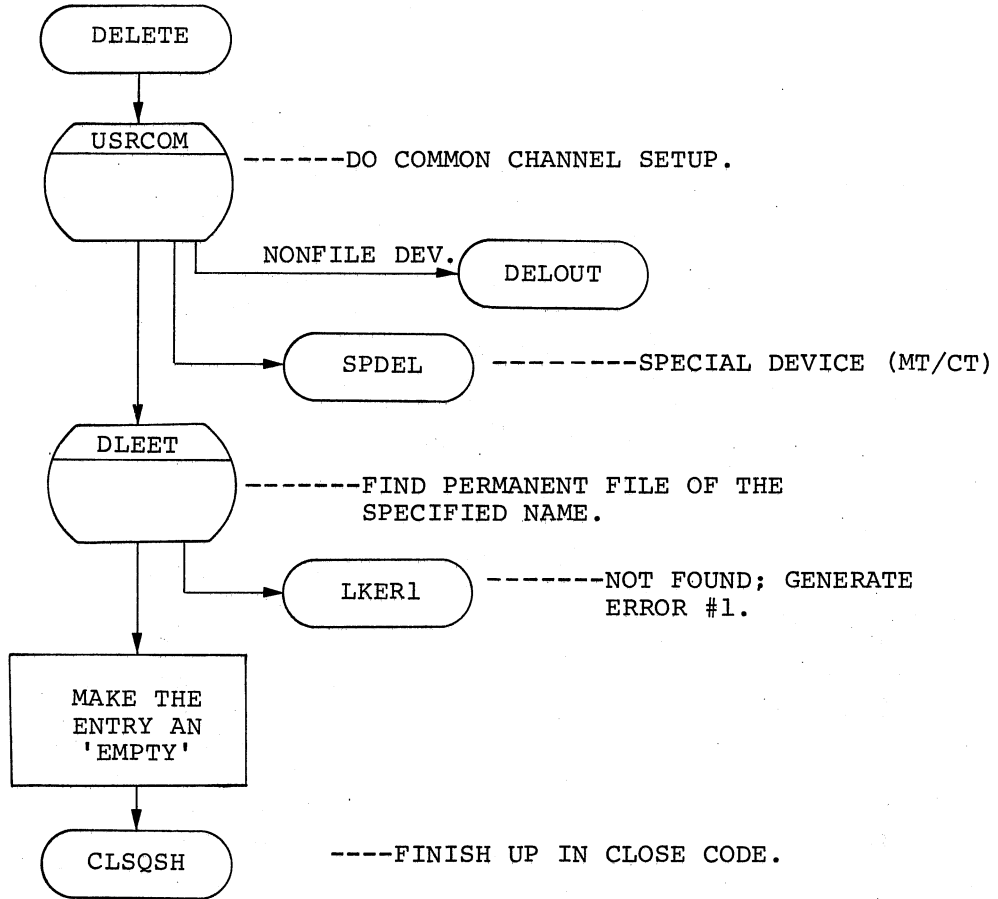 DELETE
USRCOM
------DO COMMON CHANNEL SETUP.
NONFILE DEV.
DELOUT
SPDEL
---------SPECIAL DEVICE (MT/CT)
DLEET
-------FIND PERMANENT FILE OF THE
SPECIFIED NAME.
LKER1
-------NOT FOUND; GENERATE
ERROR #1.
MAKE THE
ENTRY AN
'EMPTY'
CLSQSH
----FINISH UP IN CLOSE CODE.